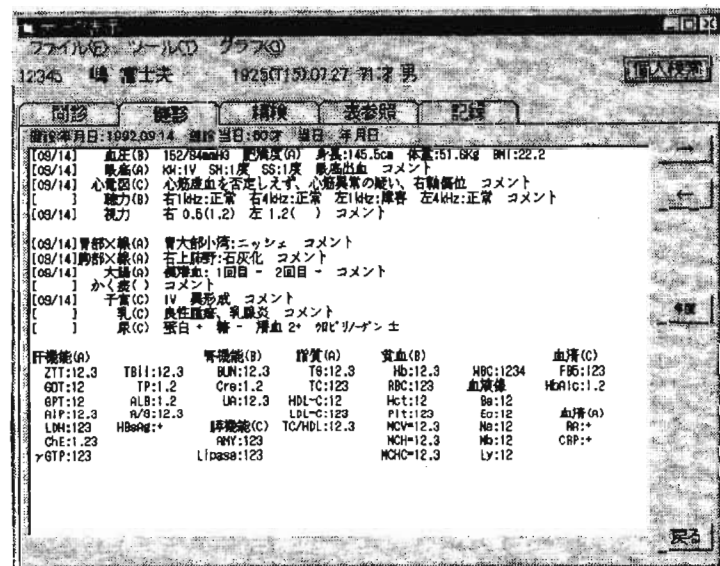 ファイル(F) ツール(T) グラフ(G)
12345 嶋 富士夫 1925(T15).07.27 71才 男 個人検索
問診 健診 精検 表参照 記録
健診年月日:1992.09.14 健診当日:60才 当日 年月日
[09/14] 血圧(B) 152/84mmHG 肥満度(A) 身長:145.5cm 体重:51.6Kg BMI:22.2
[09/14] 眼底(A) KW:IV SH:1度 SS:1度 眼底出血 コメント
[09/14] 心電図(C) 心筋虚血を否定しえず、心筋異常の疑い、右軸偏位 コメント
[ ] 聴力(B) 右1kHz:正常 右4kHz:正常 左1kHz:障害 左4kHz:正常 コメント
[09/14] 視力 右 0.5(1.2) 左 1.2( ) コメント
[09/14]胃部X線(A) 胃大部小湾:ニッシェ コメント
[09/14]胸部X線(A) 右上肺野:石灰化 コメント
[09/14] 大腸(A) 便潜血: 1回目 - 2回目 - コメント
[ ] かく痰( ) コメント
[09/14] 子宮(C) IV 異形成 コメント
[ ] 乳(C) 良性腫瘤、乳腺炎 コメント
[ ] 尿(C) 蛋白 + 糖 - 潜血 2+ ウロビリノーゲン ±
肝機能(A) 腎機能(B) 脂質(A) 貧血(B) 血清(C)
ZTT:12.3 TBil:12.3 BUN:12.3 TG:12.3 Hb:12.3 WBC:1234 FBS:123
GOT:12 TP:1.2 Cre:1.2 TC:123 RBC:123 血液像 HbA1c:1.2
GPT:12 ALB:1.2 UA:12.3 HDL-C:12 Hct:12 Ba:12
AlP:12.3 A/G:12.3 LDL-C:123 Plt:123 Eo:12 血清(A)
LDH:123 HBsAg:+ 膵機能(C) TC/HDL:12.3 MCV=12.3 Ne:12 RA:+
ChE:1.23 AMY:123 MCH=12.3 Mo:12 CRP:+
γGTP:123 Lipase:123 MCHC=12.3 Ly:12
→
←
年度
戻る